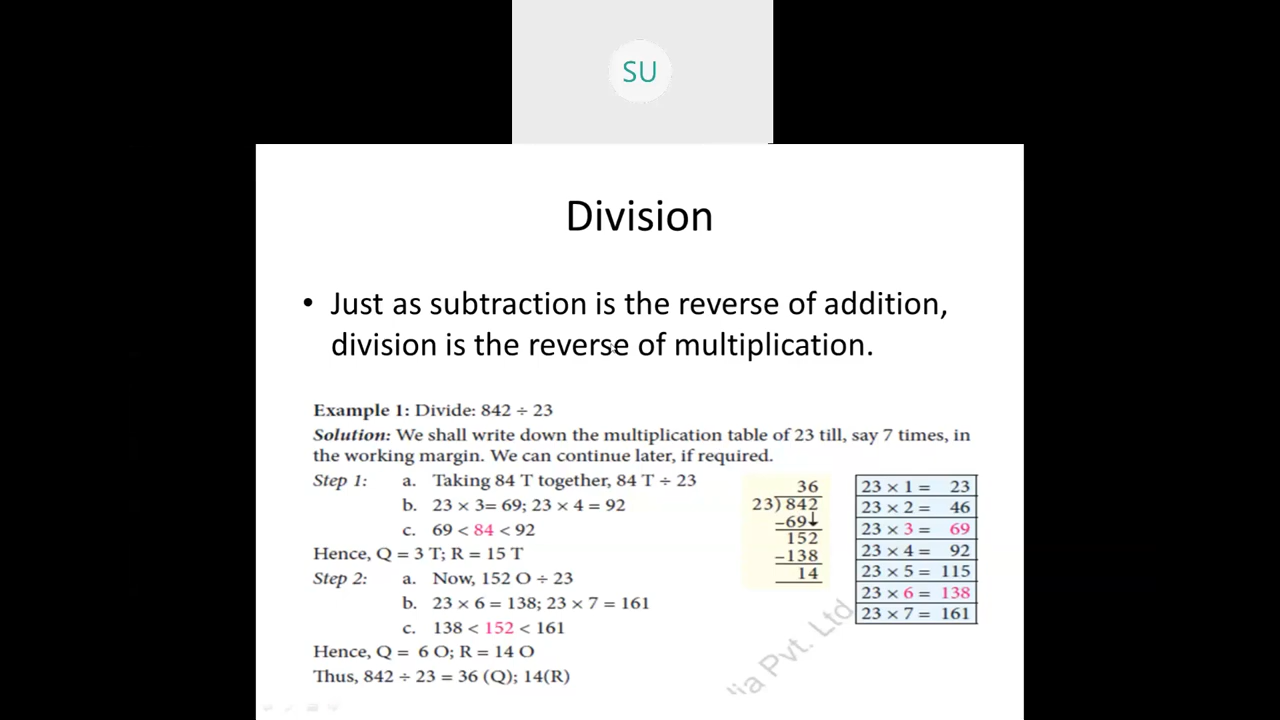 SU
Division
• Just as subtraction is the reverse of addition,
division is the reverse of multiplication.
Example 1: Divide: 842 ÷ 23
Solution: We shall write down the multiplication table of 23 till, say 7 times, in
the working margin. We can continue later, if required.
Step 1: a. Taking 84 T together, 84 T ÷ 23
b. 23 × 3= 69; 23 × 4 = 92
c. 69 < 84 < 92
Hence, Q = 3 T; R = 15 T
Step 2: a. Now, 152 O ÷ 23
b. 23 × 6 = 138; 23 × 7 = 161
c. 138 < 152 < 161
Hence, Q = 6 O; R = 14 O
Thus, 842 ÷ 23 = 36 (Q); 14(R)
36
23)842
–69↓
152
–138
14
23 × 1 = 23
23 × 2 = 46
23 × 3 = 69
23 × 4 = 92
23 × 5 = 115
23 × 6 = 138
23 × 7 = 161
Pvt. Ltd